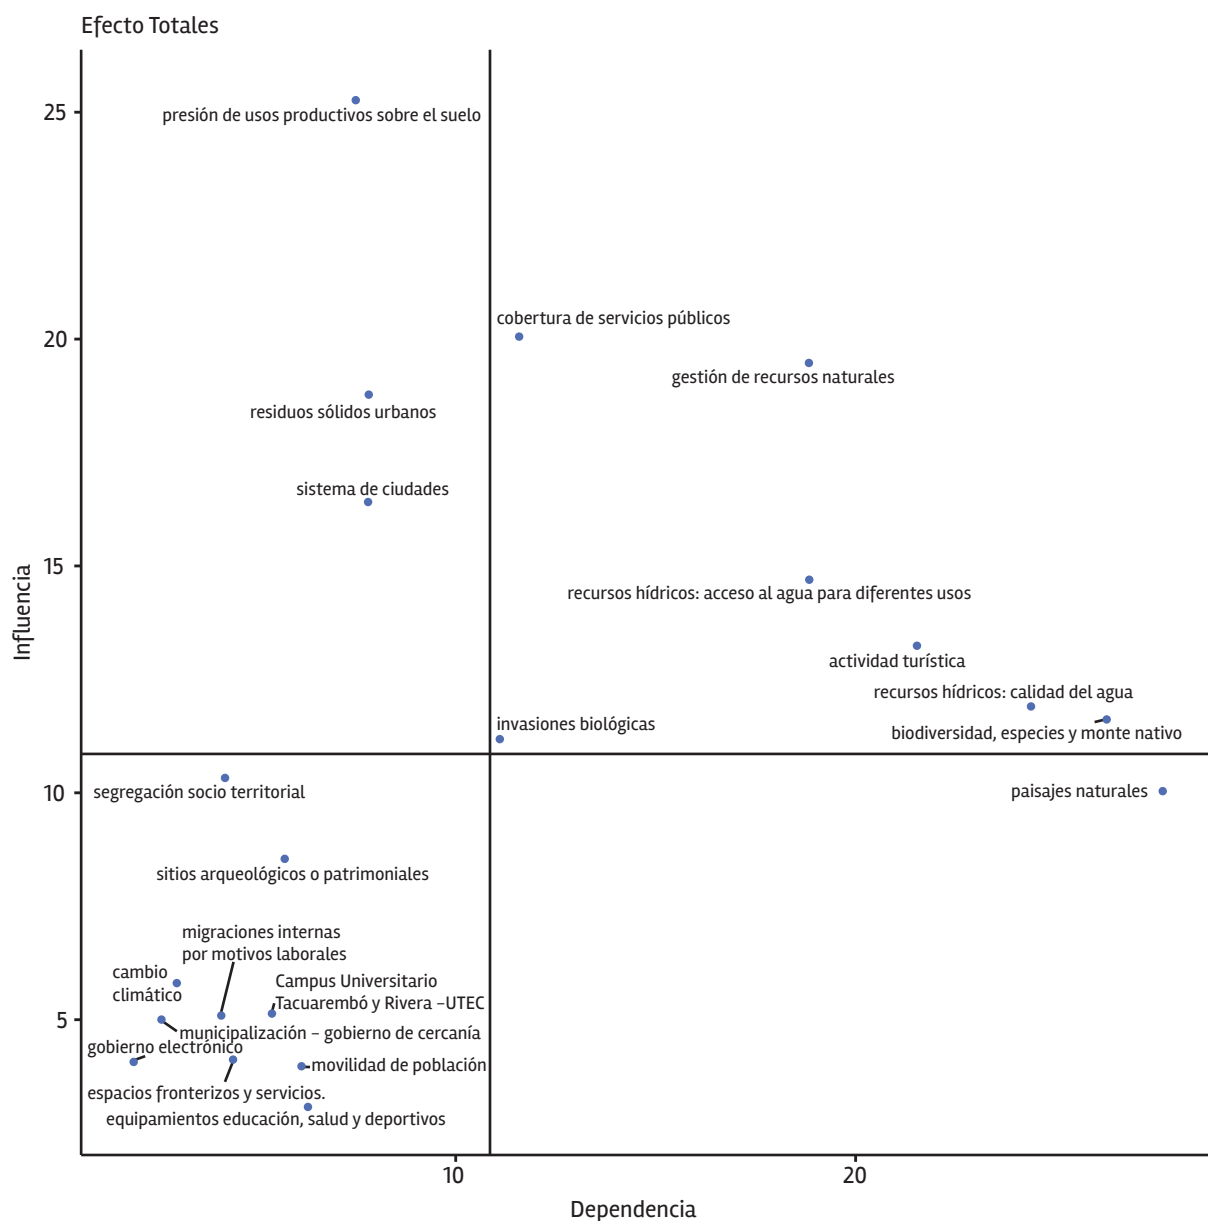 Efecto Totales
25
presión de usos productivos sobre el suelo
cobertura de servicios públicos
20
gestión de recursos naturales
residuos sólidos urbanos
sistema de ciudades
15
Influencia
recursos hídricos: acceso al agua para diferentes usos
actividad turística
recursos hídricos: calidad del agua
invasiones biológicas
biodiversidad, especies y monte nativo
10
segregación socio territorial
paisajes naturales
sitios arqueológicos o patrimoniales
migraciones internas
por motivos laborales
cambio
climático
Campus Universitario
Tacuarembó y Rivera –UTEC
5
municipalización – gobierno de cercanía
gobierno electrónico
movilidad de población
espacios fronterizos y servicios.
equipamientos educación, salud y deportivos
10
20
Dependencia